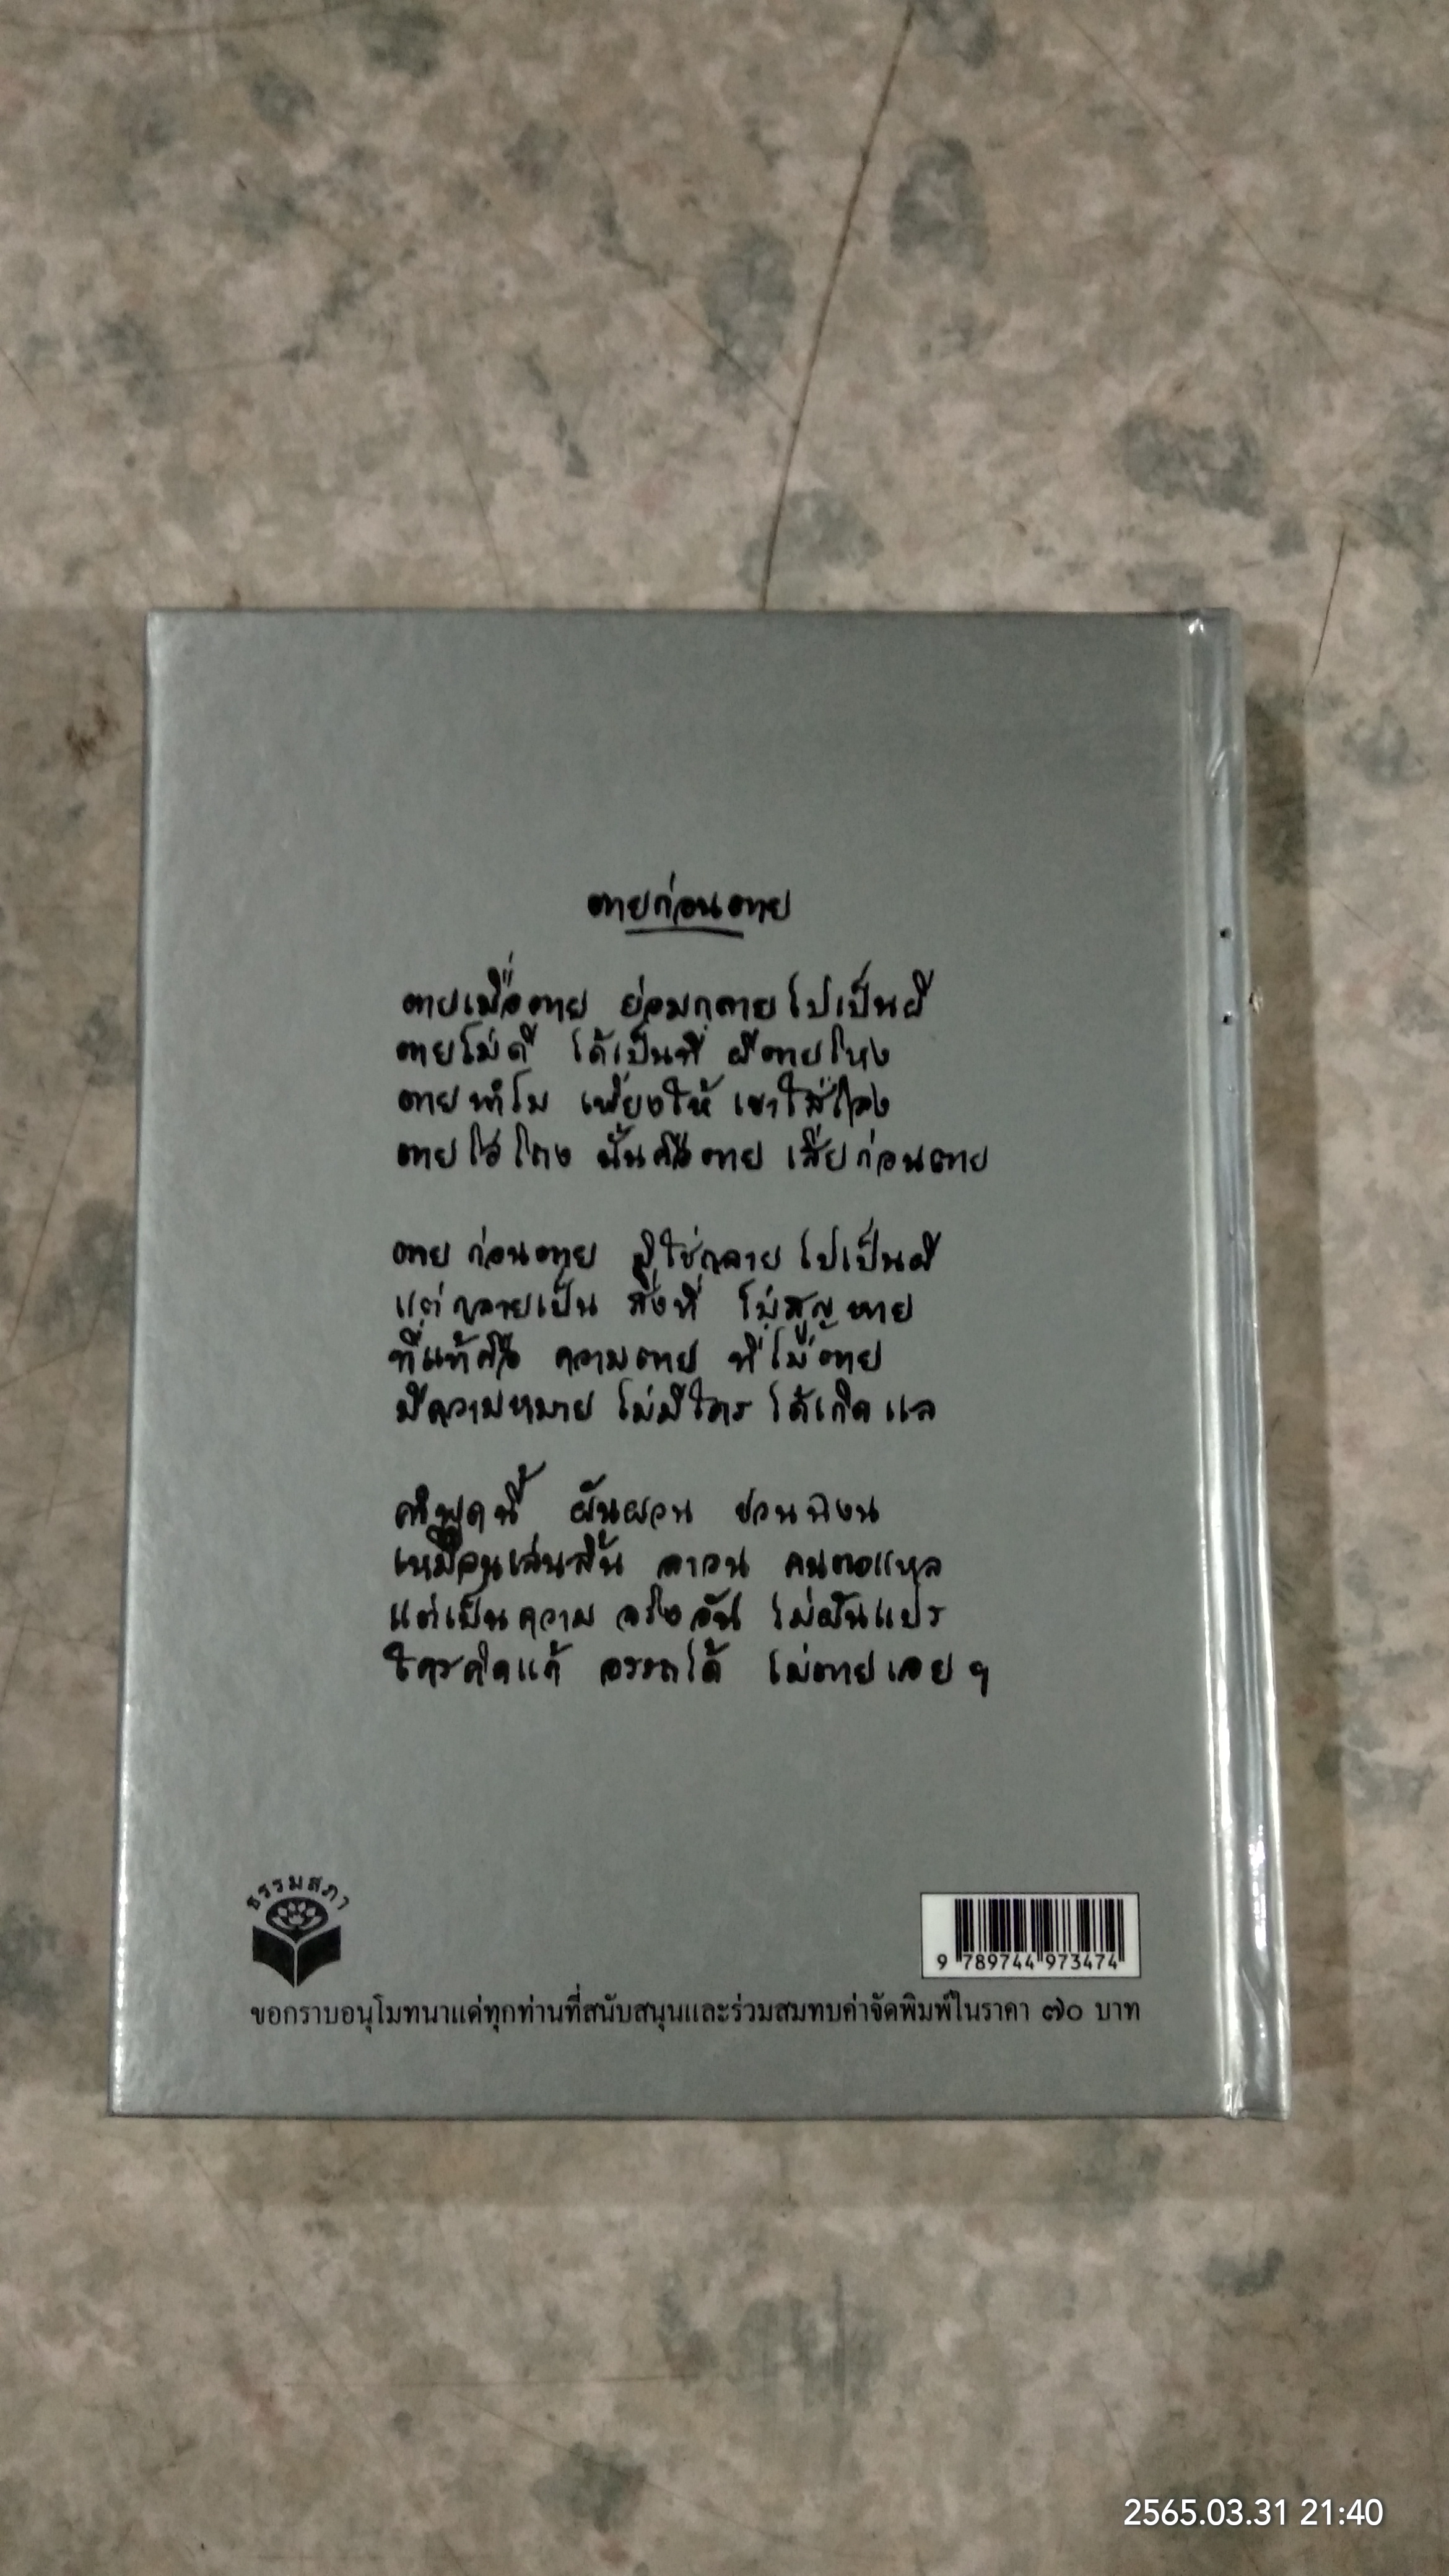 ตายก่อนตาย
ตายเมื่อตาย ย่อมกลายไปเป็นผี
ตายไม่ดี ได้เป็นที่ ผีตายโหง
ตายทำไม เพียงให้ เขาใส่โลง
ตายโอ่โถง นั้นคือตาย เสียก่อนตาย
ตายก่อนตาย มิใช่กลาย ไปเป็นผี
แต่กลายเป็น สิ่งที่ ไม่สูญหาย
ที่แท้คือ ความตาย ที่ไม่ตาย
มีความหมาย ไม่มีใคร ได้เกิดแล
คำพูดนี้ ผันผวน ชวนฉงน
เหมือนเล่นลิ้น ลาวน คนตอแหล
แต่เป็นความ จริงอัน ไม่ผันแปร
ใครคิดแก้ อรรถได้ ไม่ตายเลย ฯ
ธรรมสภา
9 789744 973474
ขอกราบอนุโมทนาแด่ทุกท่านที่สนับสนุนและร่วมสมทบค่าจัดพิมพ์ในราคา ๗๐ บาท
2565.03.31 21:40